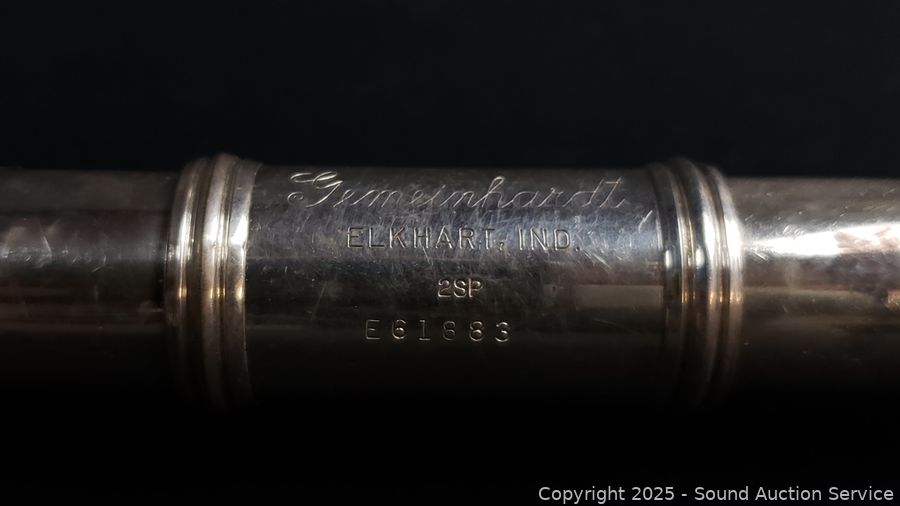 Gemeinhardt
ELKHART, IND.
2SP
E61883
Copyright 2025 - Sound Auction Service